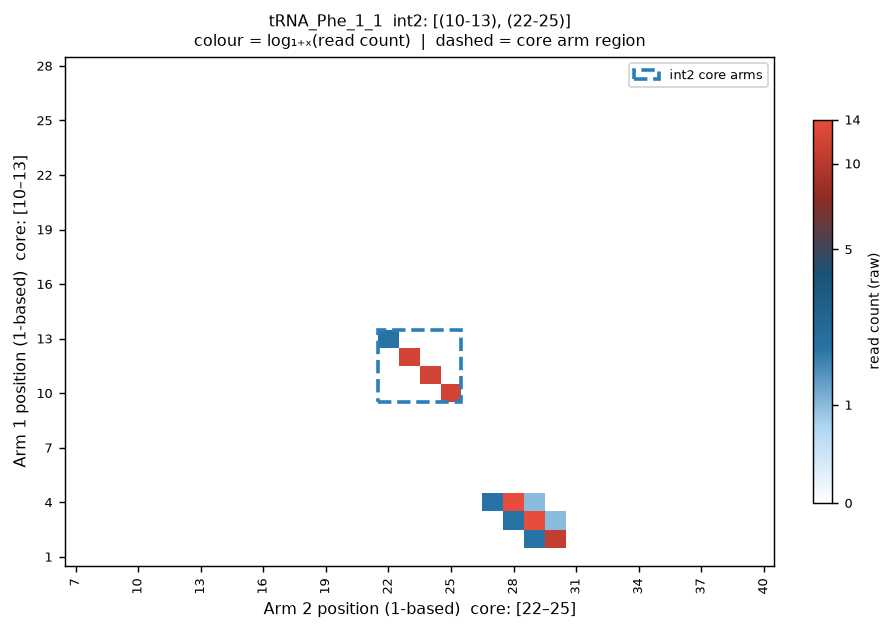 tRNA_Phe_1_1  int2: [(10-13), (22-25)]
colour = log₁₊ₓ(read count)  |  dashed = core arm region
int2 core arms
Arm 1 position (1-based)  core: [10–13]
28
25
22
19
16
13
10
7
4
1
7 10 13 16 19 22 25 28 31 34 37 40
Arm 2 position (1-based)  core: [22–25]
14
10
5
1
0
read count (raw)